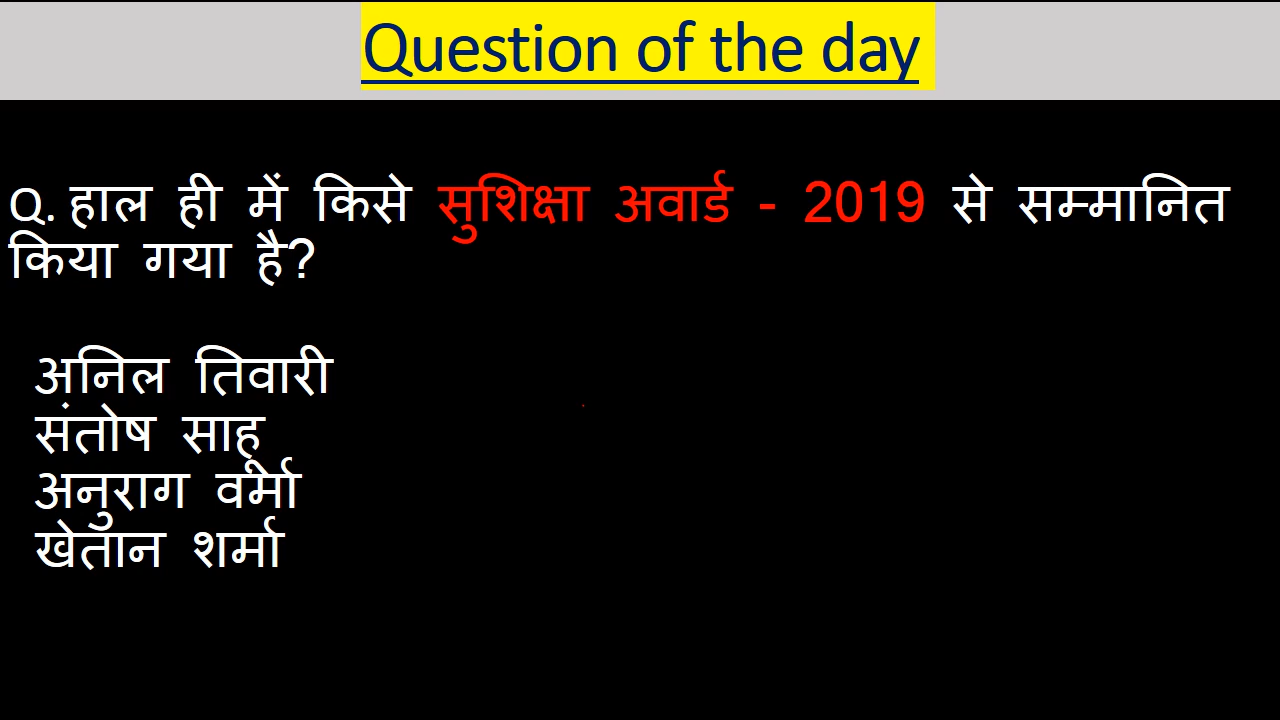 Question of the day
Q. हाल ही में किसे सुशिक्षा अवार्ड - 2019 से सम्मानित
किया गया है?
अनिल तिवारी
संतोष साहू
अनुराग वर्मा
खेतान शर्मा